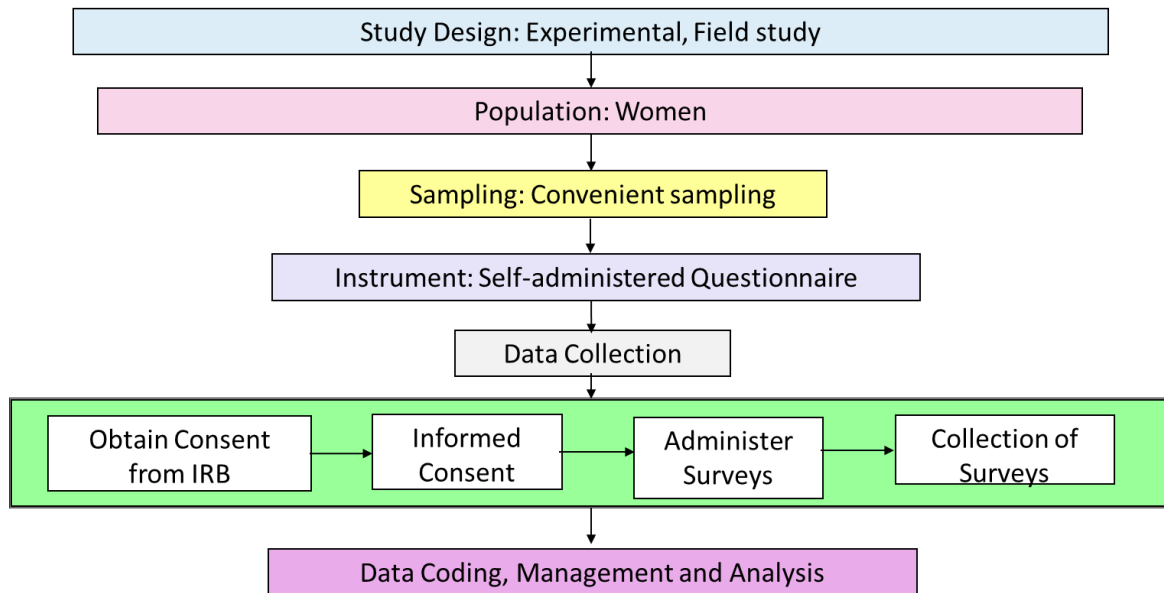 Study Design: Experimental, Field study
Population: Women
Sampling: Convenient sampling
Instrument: Self-administered Questionnaire
Data Collection
Obtain Consent
from IRB
Informed
Consent
Administer
Surveys
Collection of
Surveys
Data Coding, Management and Analysis